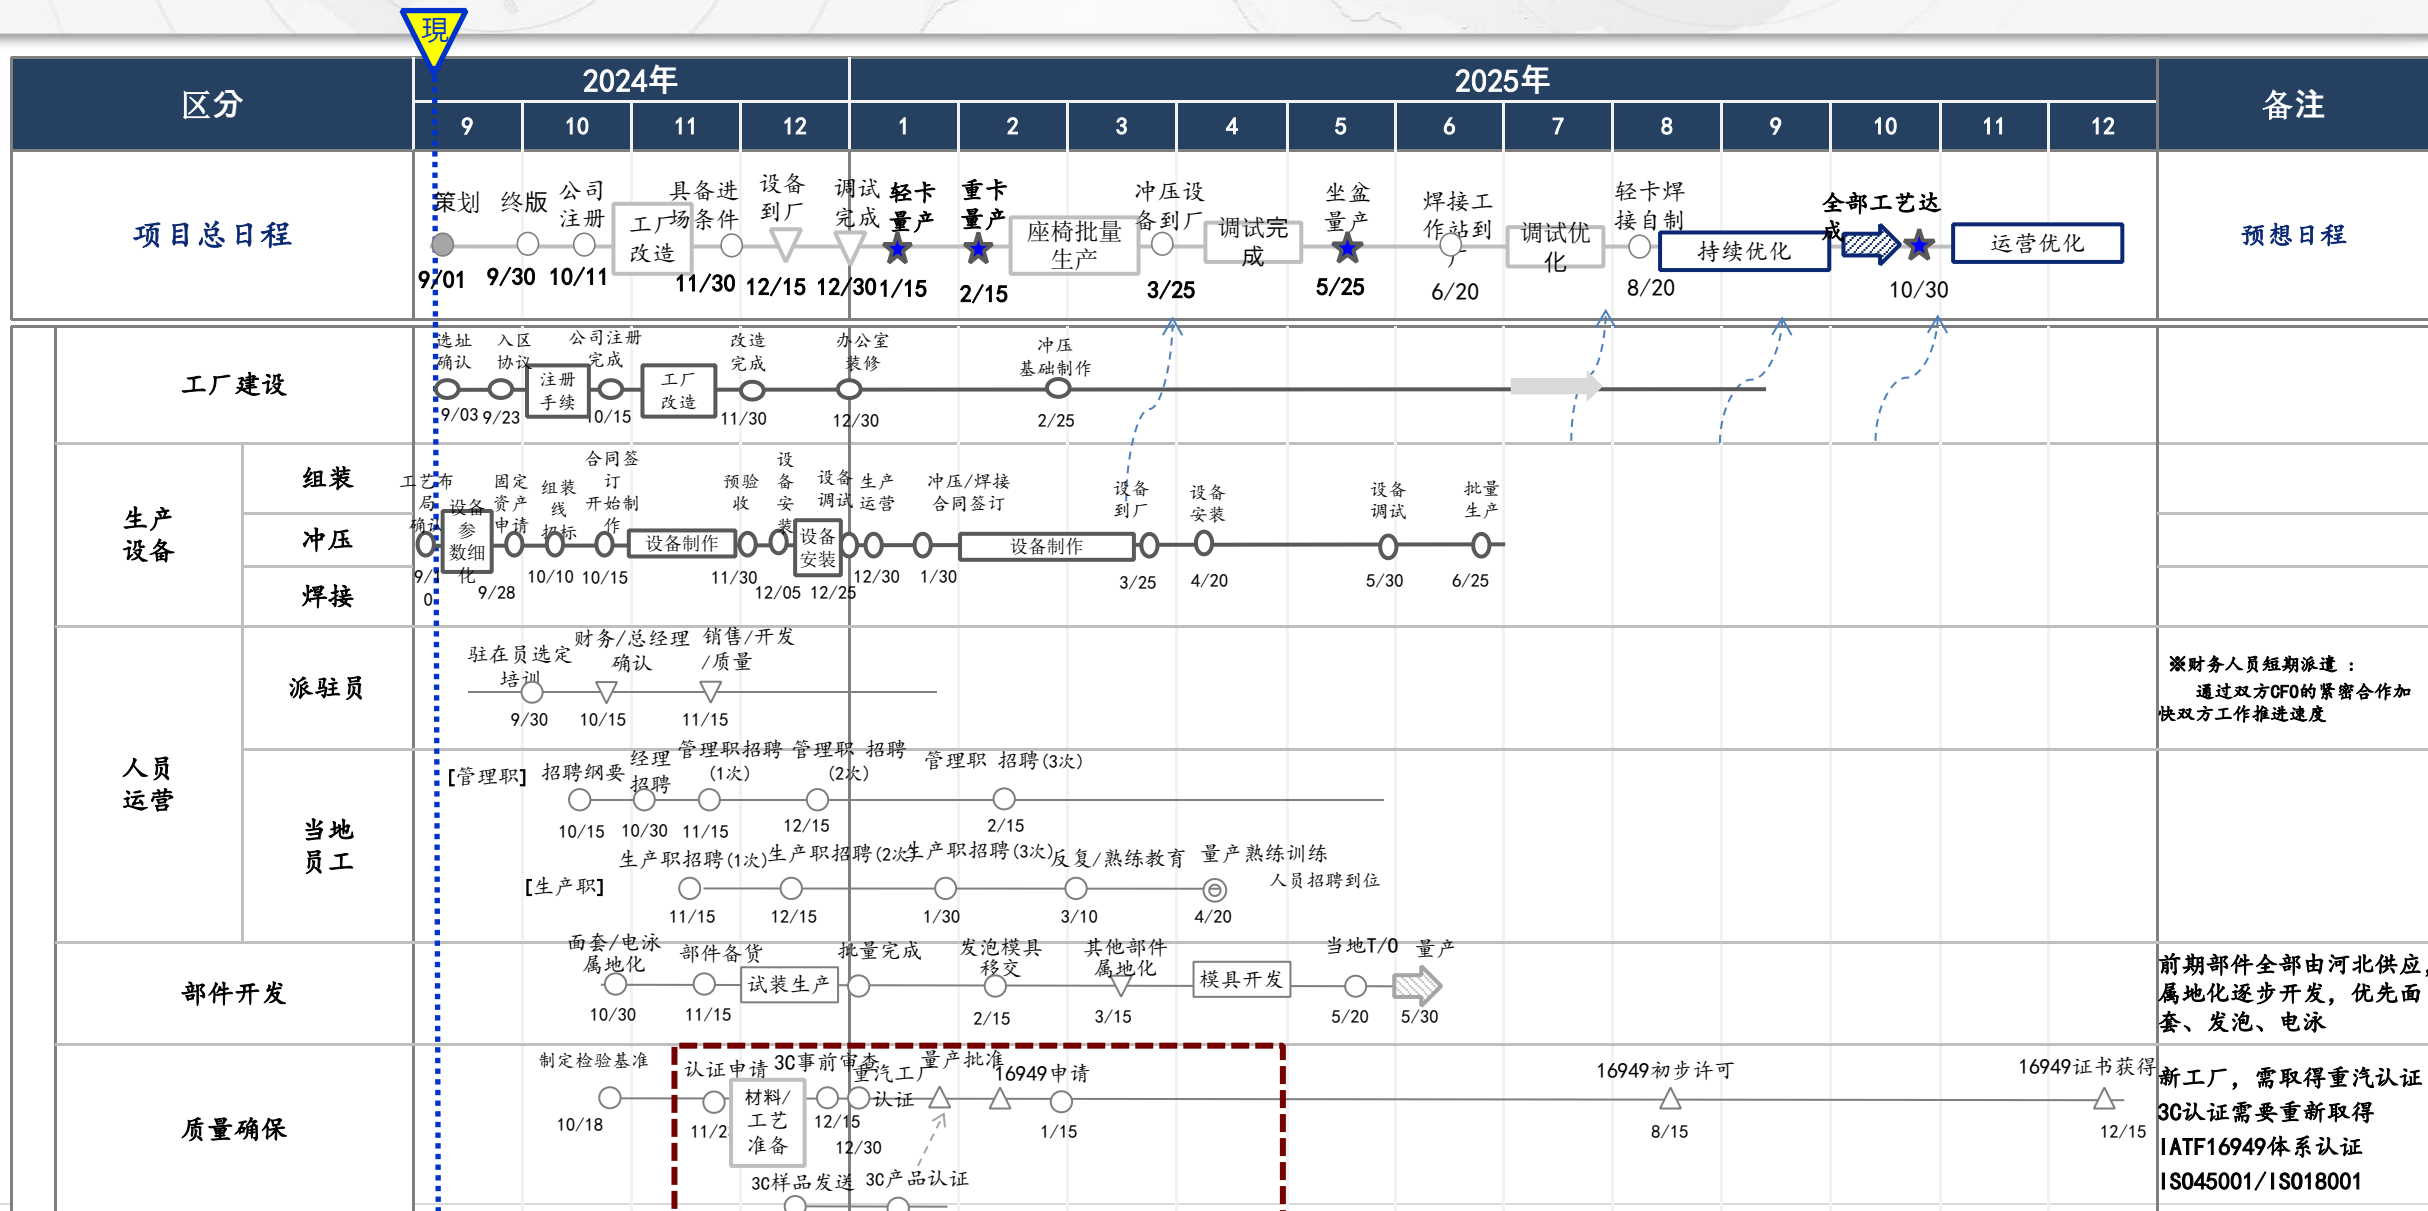 現
区分
2024年
2025年
备注
9
10
11
12
1
2
3
4
5
6
7
8
9
10
11
12
项目总日程
策划
终版
公司
注册
工厂
改造
具备进
场条件
设备
到厂
调试
完成
轻卡
量产
重卡
量产
座椅批量
生产
冲压设
备到厂
调试完
成
坐盆
量产
焊接工
作站到
厂
调试优
化
轻卡焊
接自制
持续优化
全部工艺达
成
运营优化
9/01
9/30
10/11
11/30
12/15
12/30
1/15
2/15
3/25
5/25
6/20
8/20
10/30
预想日程
工厂建设
选址
确认
入区
协议
注册
手续
公司注册
完成
工厂
改造
改造
完成
办公室
装修
冲压
基础制作
9/03
9/23
0/15
11/30
12/30
2/25
生产
设备
组装
冲压
焊接
工艺布
局
确认
设备
参
数细
化
固定
资产
申请
组装
线
招标
合同签
订
开始制
作
设备制作
预验
收
设
备
安
装
设备
安装
设备
调试
生产
运营
冲压/焊接
合同签订
设备制作
设备
到厂
设备
安装
设备
调试
批量
生产
9/1
0
9/28
10/10
10/15
11/30
12/05
12/25
12/30
1/30
3/25
4/20
5/30
6/25
人员
运营
派驻员
驻在员选定
培训
财务/总经理
确认
销售/开发
/质量
9/30
10/15
11/15
※财务人员短期派遣 :
通过双方CFO的紧密合作加
快双方工作推进速度
当地
员工
[管理职]
招聘纲要
经理
招聘
管理职招聘
(1次)
管理职 招聘
(2次)
管理职 招聘(3次)
10/15
10/30
11/15
12/15
2/15
[生产职]
生产职招聘(1次)
生产职招聘(2次)
生产职招聘(3次)
反复/熟练教育
量产熟练训练
人员招聘到位
11/15
12/15
1/30
3/10
4/20
部件开发
面套/电泳
属地化
部件备货
试装生产
批量完成
发泡模具
移交
其他部件
属地化
模具开发
当地T/O
量产
10/30
11/15
2/15
3/15
5/20
5/30
前期部件全部由河北供应,
属地化逐步开发, 优先面
套、发泡、电泳
质量确保
制定检验基准
认证申请
材料/
工艺
准备
3C事前审查
重汽工厂
认证
量产批准
16949申请
16949初步许可
16949证书获得
10/18
11/2
12/15
12/30
1/15
8/15
12/15
3C样品发送
3C产品认证
新工厂, 需取得重汽认证
3C认证需要重新取得
IATF16949体系认证
ISO45001/ISO18001